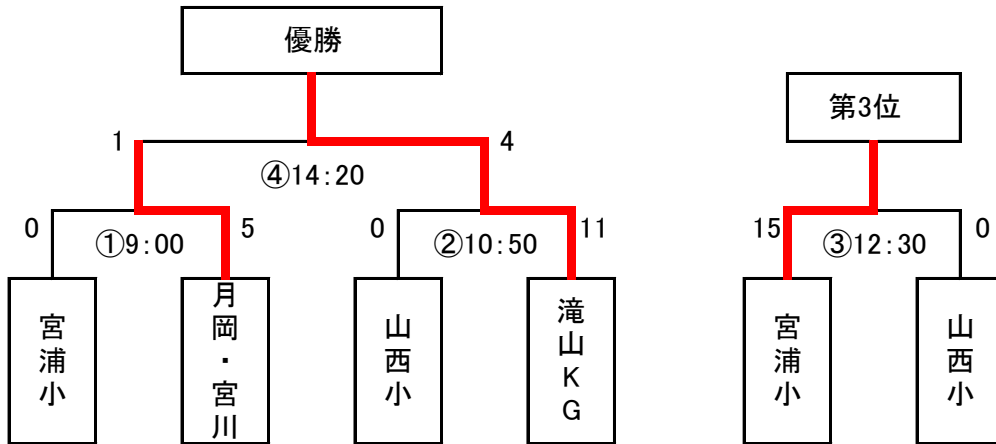 優勝
第3位
1
4
④14:20
0
①9:00
5
0
②10:50
11
15
③12:30
0
宮浦小
月岡・宮川
山西小
滝山KG
宮浦小
山西小